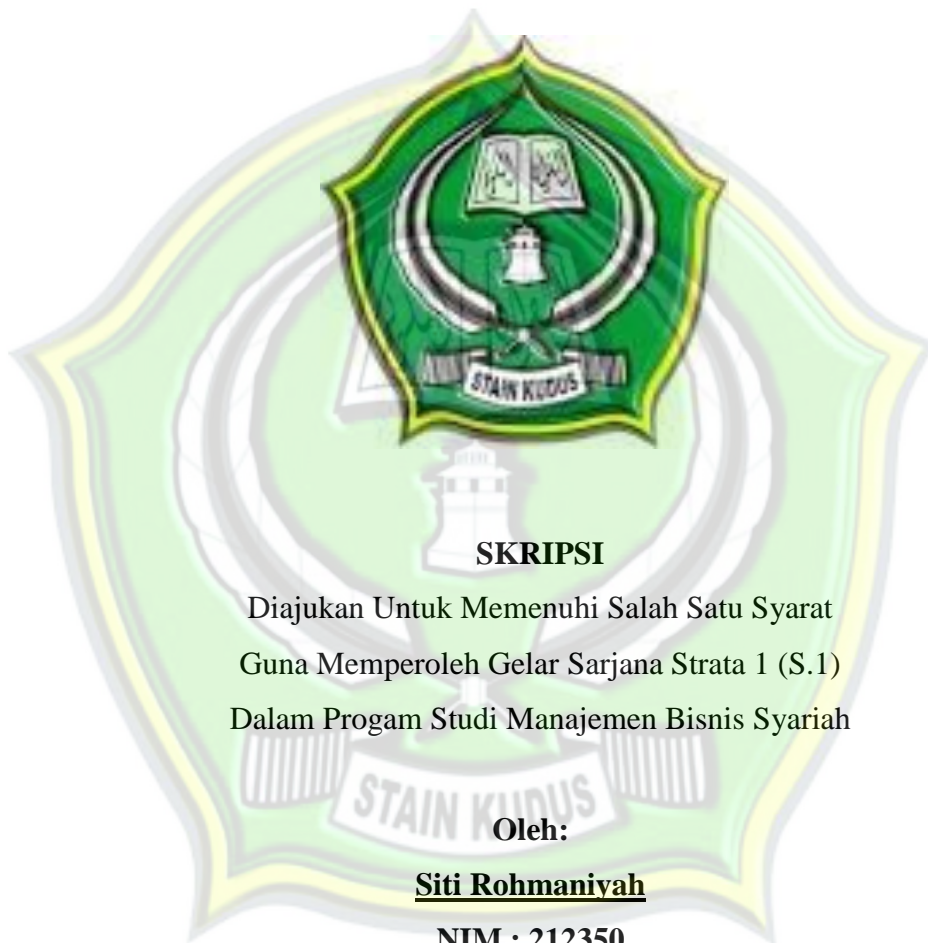 STAIN KUDUS
SKRIPSI
Diajukan Untuk Memenuhi Salah Satu Syarat
Guna Memperoleh Gelar Sarjana Strata 1 (S.1)
Dalam Progam Studi Manajemen Bisnis Syariah
STAIN KUDUS
Oleh:
Siti Rohmaniyah
NIM : 212350